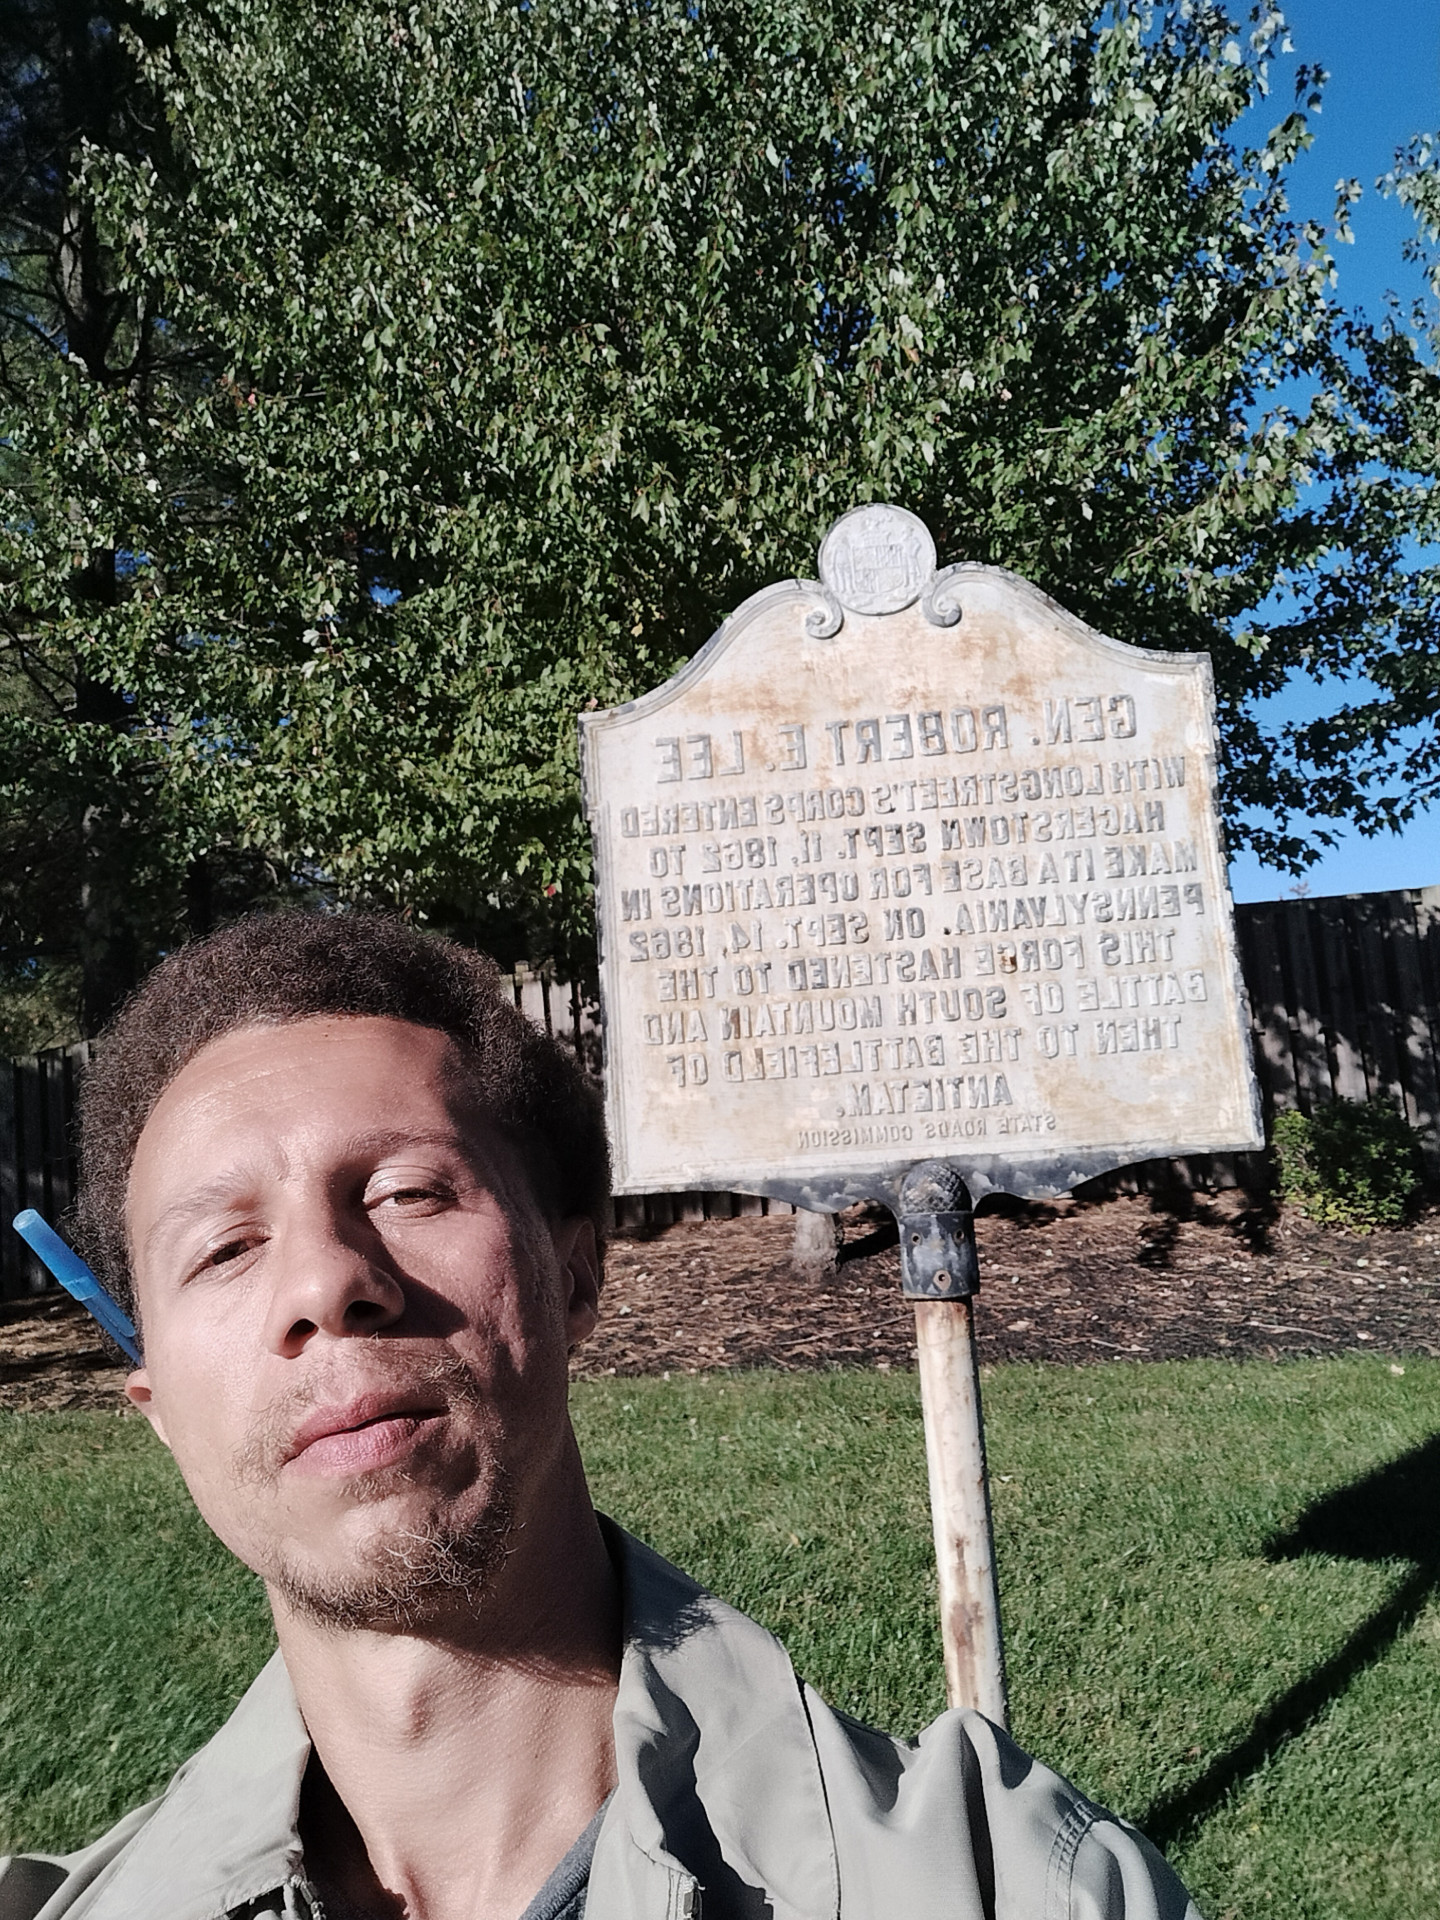 GEN. ROBERT E. LEE
WITH LONGSTREET'S CORPS ENTERED
HAGERSTOWN SEPT. 11, 1862 TO
MAKE IT A BASE FOR OPERATIONS IN
PENNSYLVANIA. ON SEPT. 14, 1862
THIS FORCE HASTENED TO THE
BATTLE OF SOUTH MOUNTAIN AND
THEN TO THE BATTLEFIELD OF
ANTIETAM.
STATE ROADS COMMISSION